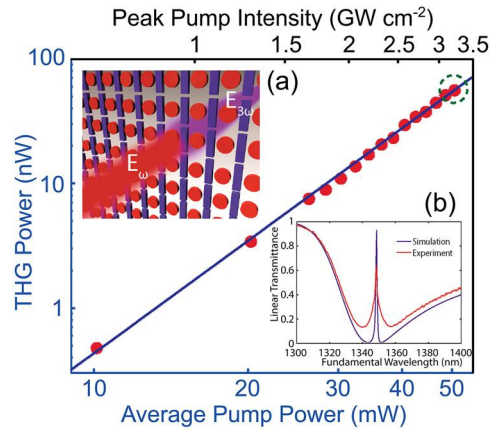 Peak Pump Intensity (GW cm-2)
1 1.5 2 2.5 3 3.5
100
10
1
THG Power (nW)
(a)
E3ω
Eω
(b)
1
0.8
0.6
0.4
0.2
0
Linear Transmittance
Simulation
Experiment
1300 1320 1340 1360 1380 1400
Fundamental Wavelength (nm)
10 20 30 40 50
Average Pump Power (mW)